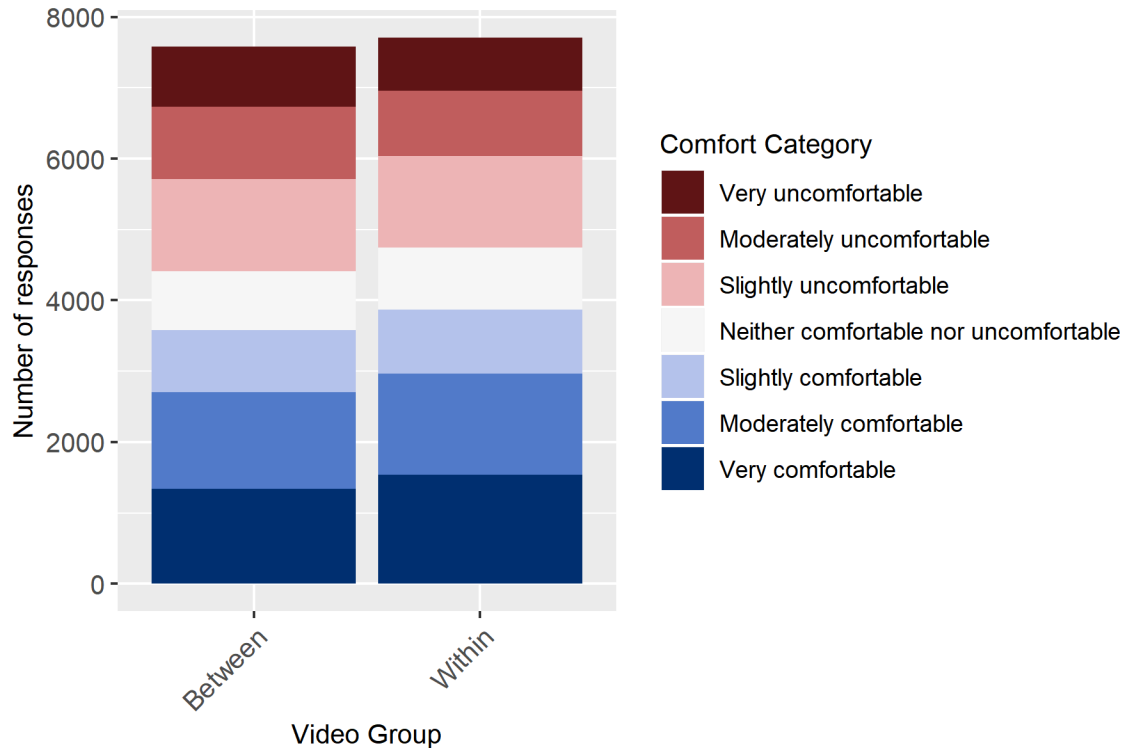 8000
6000
4000
2000
0
Number of responses
Between
Within
Video Group
Comfort Category
Very uncomfortable
Moderately uncomfortable
Slightly uncomfortable
Neither comfortable nor uncomfortable
Slightly comfortable
Moderately comfortable
Very comfortable